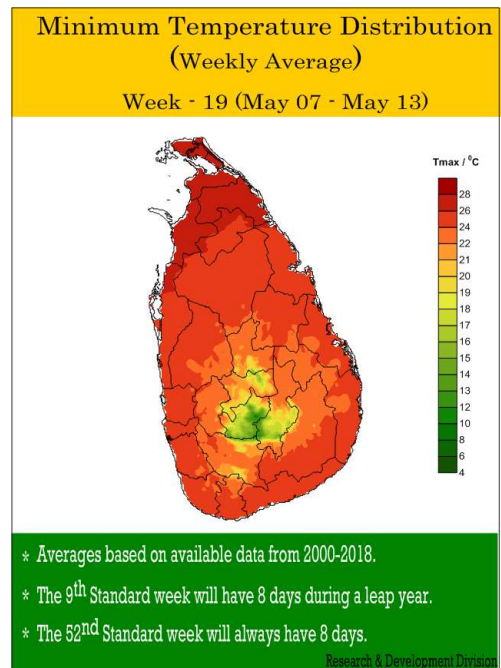 Minimum Temperature Distribution
(Weekly Average)
Week - 19 (May 07 - May 13)
Tmax / ⁰C
28
26
24
22
21
20
19
18
17
16
15
14
13
12
10
8
6
4
* Averages based on available data from 2000-2018.
* The 9th Standard week will have 8 days during a leap year.
* The 52nd Standard week will always have 8 days.
Research & Development Division